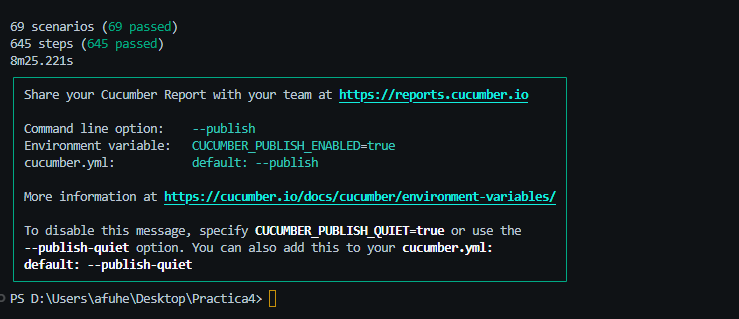 69 scenarios (69 passed)
645 steps (645 passed)
8m25.221s
Share your Cucumber Report with your team at https://reports.cucumber.io
Command line option: --publish
Environment variable: CUCUMBER_PUBLISH_ENABLED=true
cucumber.yml: default: --publish
More information at https://cucumber.io/docs/cucumber/environment-variables/
To disable this message, specify CUCUMBER_PUBLISH_QUIET=true or use the
--publish-quiet option. You can also add this to your cucumber.yml:
default: --publish-quiet
PS D:\Users\afuhe\Desktop\Practica4>